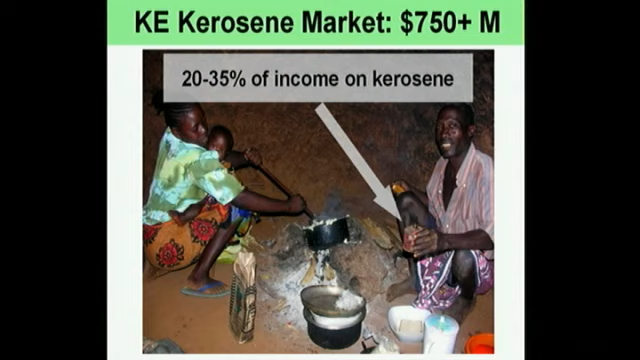 KE Kerosene Market: $750+ M
20-35% of income on kerosene